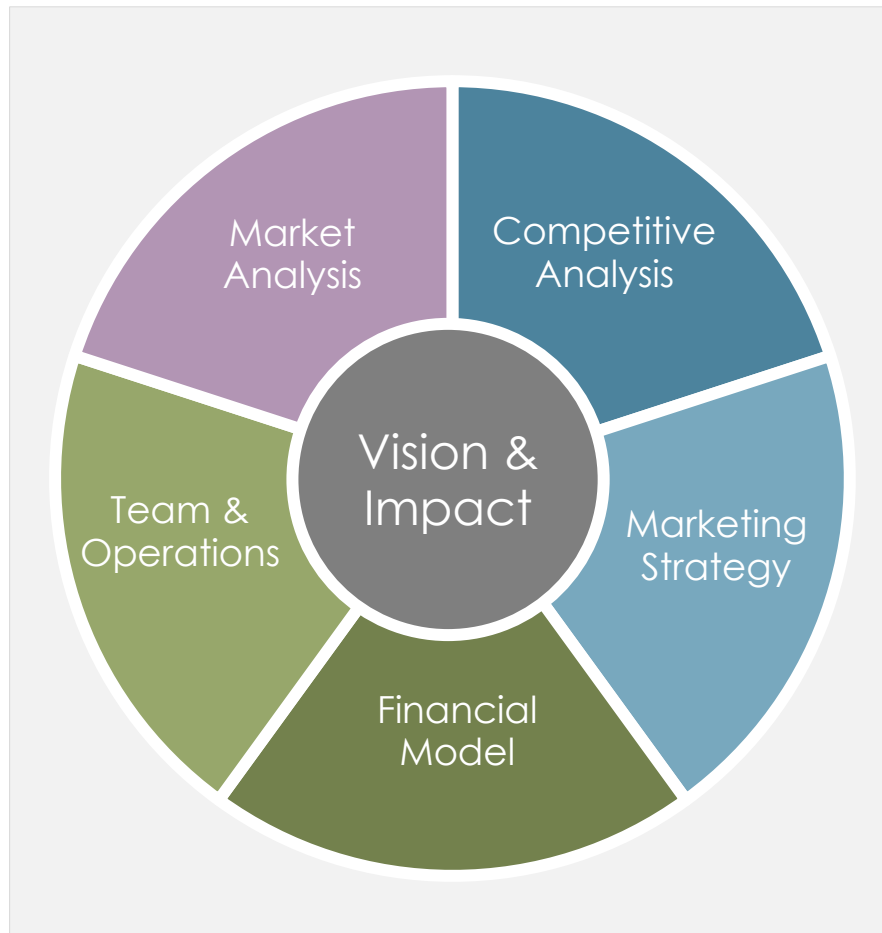 Market
Analysis
Competitive
Analysis
Vision &
Impact
Team &
Operations
Marketing
Strategy
Financial
Model